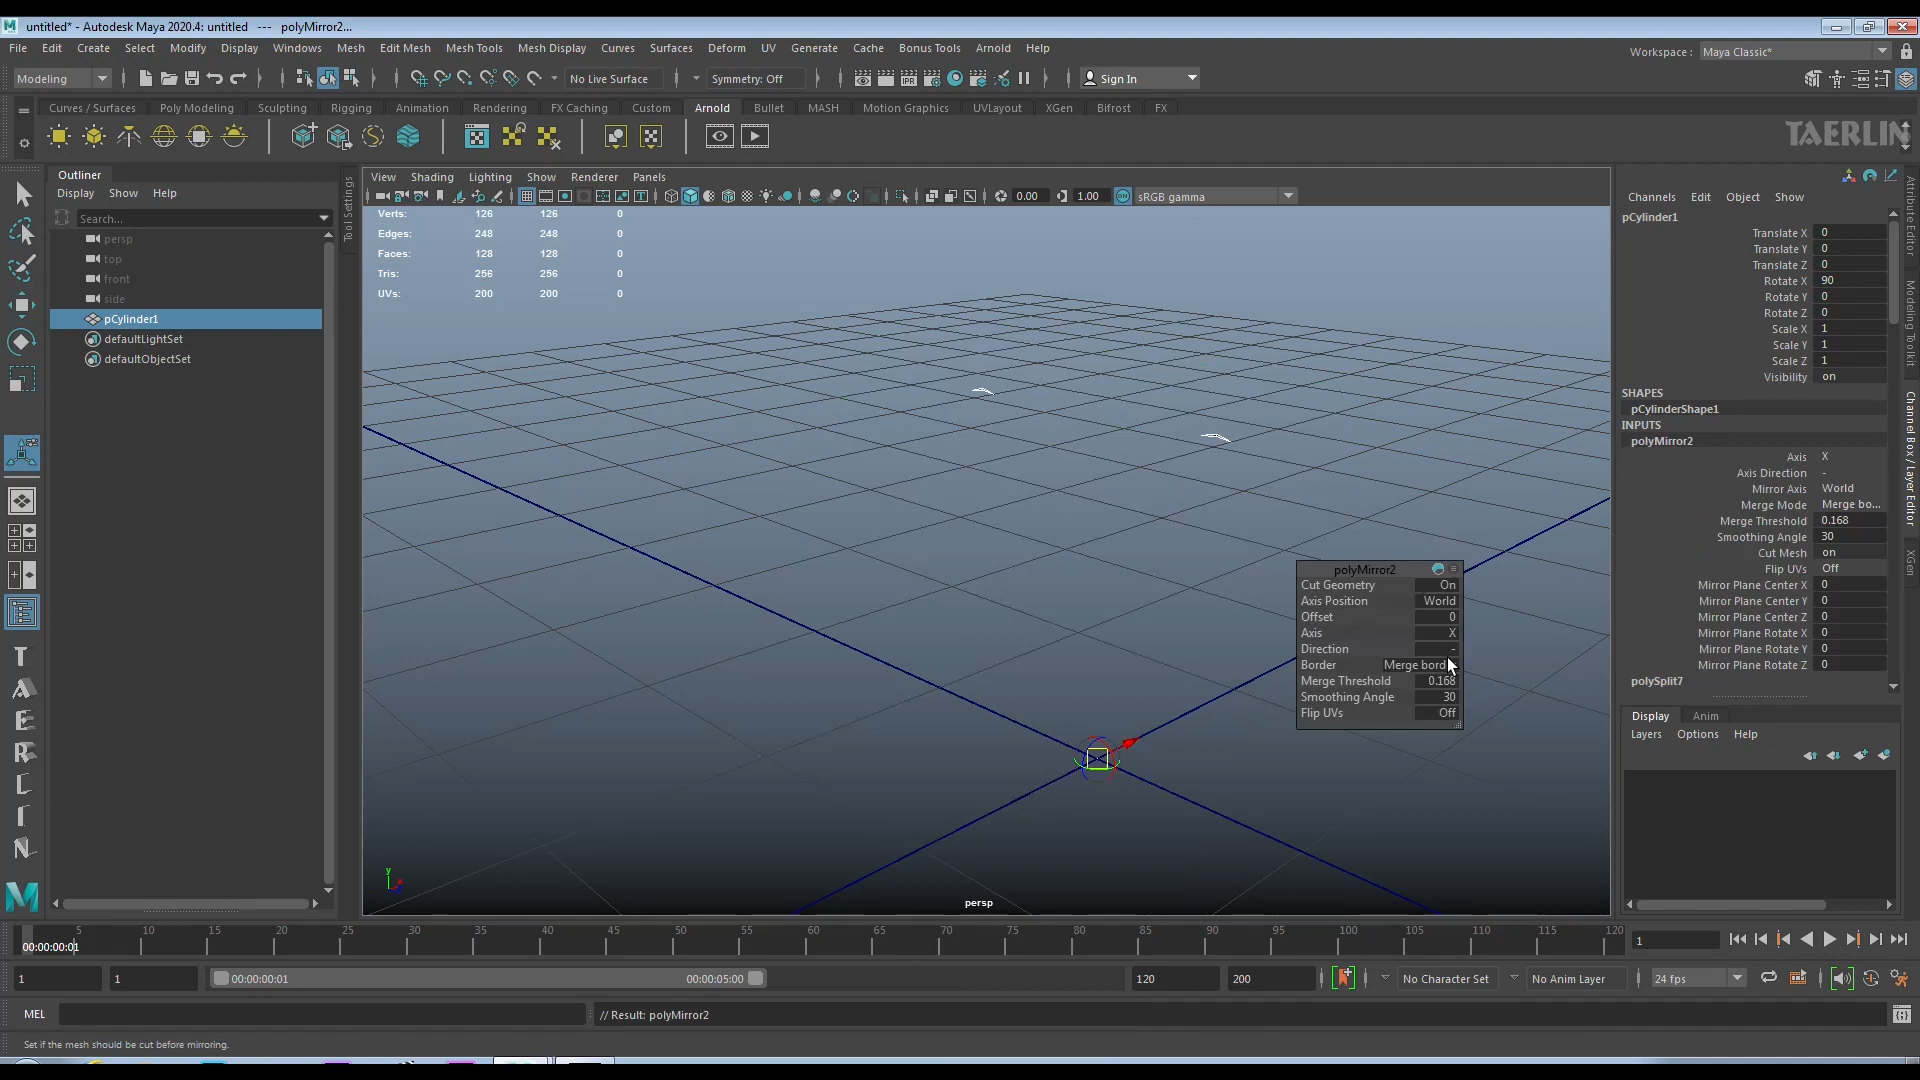 untitled* - Autodesk Maya 2020.4: untitled --- polyMirror2...
File Edit Create Select Modify Display Windows Mesh Edit Mesh Mesh Tools Mesh Display Curves Surfaces Deform UV Generate Cache Bonus Tools Arnold Help
Workspace : Maya Classic*
Modeling No Live Surface Symmetry: Off Sign In
Curves / Surfaces Poly Modeling Sculpting Rigging Animation Rendering FX Caching Custom Arnold Bullet MASH Motion Graphics UVLayout XGen Bifrost FX
IPR
TAERLIN
Outliner
Display Show Help
Search...
persp
top
front
side
pCylinder1
defaultLightSet
defaultObjectSet
Tool Settings
View Shading Lighting Show Renderer Panels
0.00 1.00 sRGB gamma
Verts: 126 126 0
Edges: 248 248 0
Faces: 128 128 0
Tris: 256 256 0
UVs: 200 200 0
polyMirror2
Cut Geometry On
Axis Position World
Offset 0
Axis X
Direction -
Border Merge bord
Merge Threshold 0.168
Smoothing Angle 30
Flip UVs Off
y
persp
Channels Edit Object Show
pCylinder1
Translate X 0
Translate Y 0
Translate Z 0
Rotate X 90
Rotate Y 0
Rotate Z 0
Scale X 1
Scale Y 1
Scale Z 1
Visibility on
SHAPES
pCylinderShape1
INPUTS
polyMirror2
Axis X
Axis Direction -
Mirror Axis World
Merge Mode Merge bo...
Merge Threshold 0.168
Smoothing Angle 30
Cut Mesh on
Flip UVs Off
Mirror Plane Center X 0
Mirror Plane Center Y 0
Mirror Plane Center Z 0
Mirror Plane Rotate X 0
Mirror Plane Rotate Y 0
Mirror Plane Rotate Z 0
polySplit7
Display Anim
Layers Options Help
Attribute Editor
Modeling Toolkit
Channel Box / Layer Editor
XGen
5 10 15 20 25 30 35 40 45 50 55 60 65 70 75 80 85 90 95 100 105 110 115 120
00:00:00:01
1
1 1 00:00:00:01 00:00:05:00 120 200 No Character Set No Anim Layer 24 fps
MEL // Result: polyMirror2
Set if the mesh should be cut before mirroring.